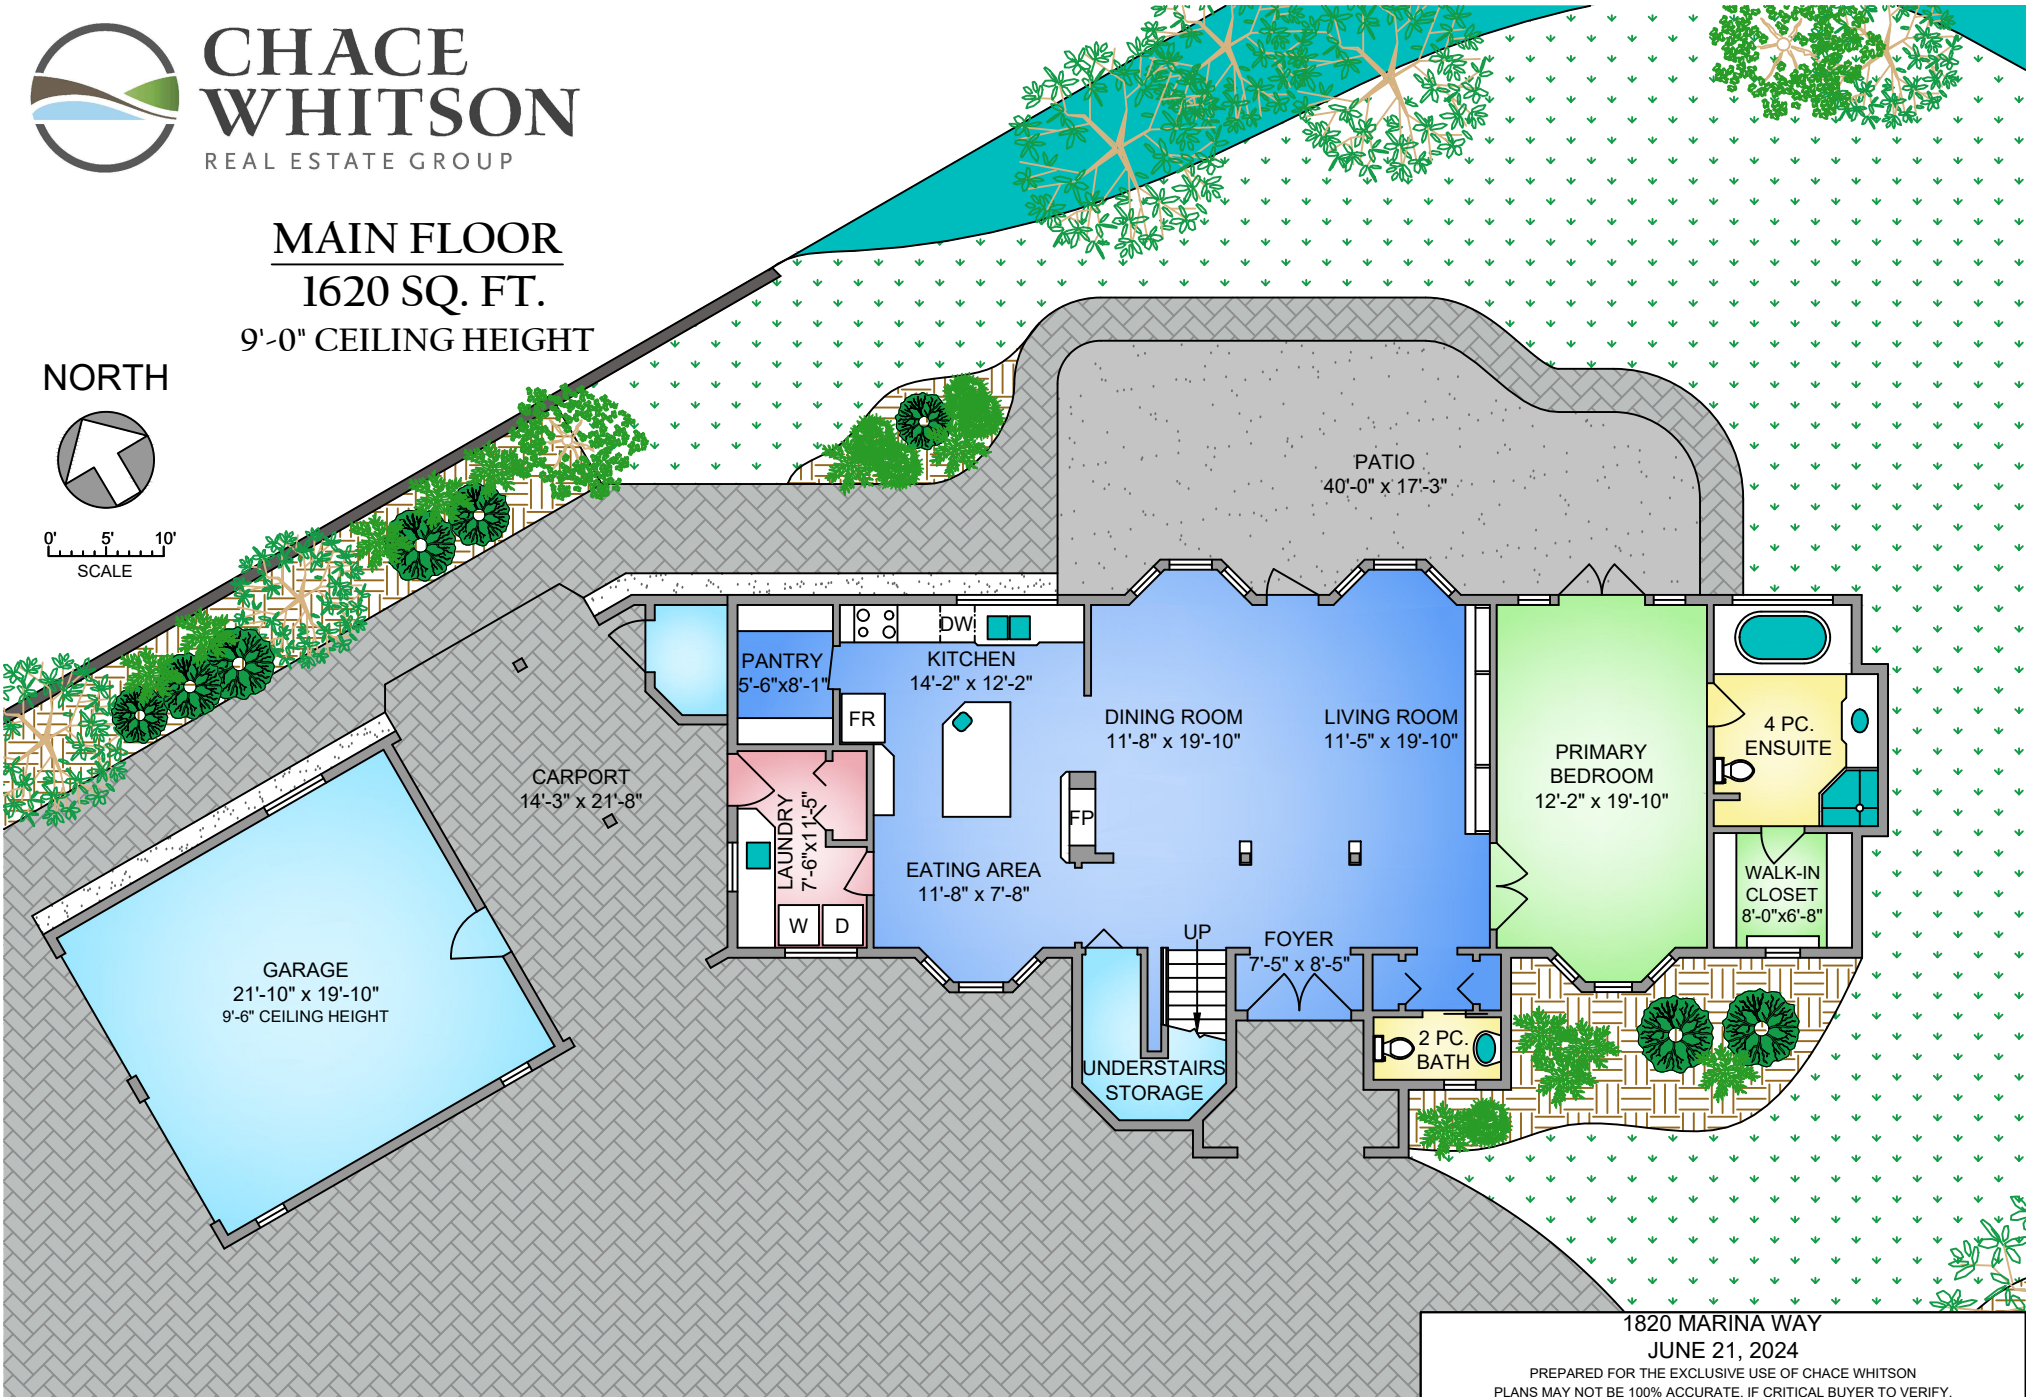 CHACE
WHITSON
REAL ESTATE GROUP
MAIN FLOOR
1620 SQ. FT.
9'-0" CEILING HEIGHT
NORTH
0' 5' 10'
SCALE
PATIO
40'-0" x 17'-3"
DW
PANTRY
5'-6"x8'-1"
KITCHEN
14'-2" x 12'-2"
FR
DINING ROOM
11'-8" x 19'-10"
LIVING ROOM
11'-5" x 19'-10"
4 PC.
ENSUITE
PRIMARY
BEDROOM
12'-2" x 19'-10"
CARPORT
14'-3" x 21'-8"
LAUNDRY
7'-6"x11'-5"
FP
EATING AREA
11'-8" x 7'-8"
WALK-IN
CLOSET
8'-0"x6'-8"
W
D
UP
FOYER
7'-5" x 8'-5"
GARAGE
21'-10" x 19'-10"
9'-6" CEILING HEIGHT
2 PC.
BATH
UNDERSTAIRS
STORAGE
1820 MARINA WAY
JUNE 21, 2024
PREPARED FOR THE EXCLUSIVE USE OF CHACE WHITSON
PLANS MAY NOT BE 100% ACCURATE, IF CRITICAL BUYER TO VERIFY.